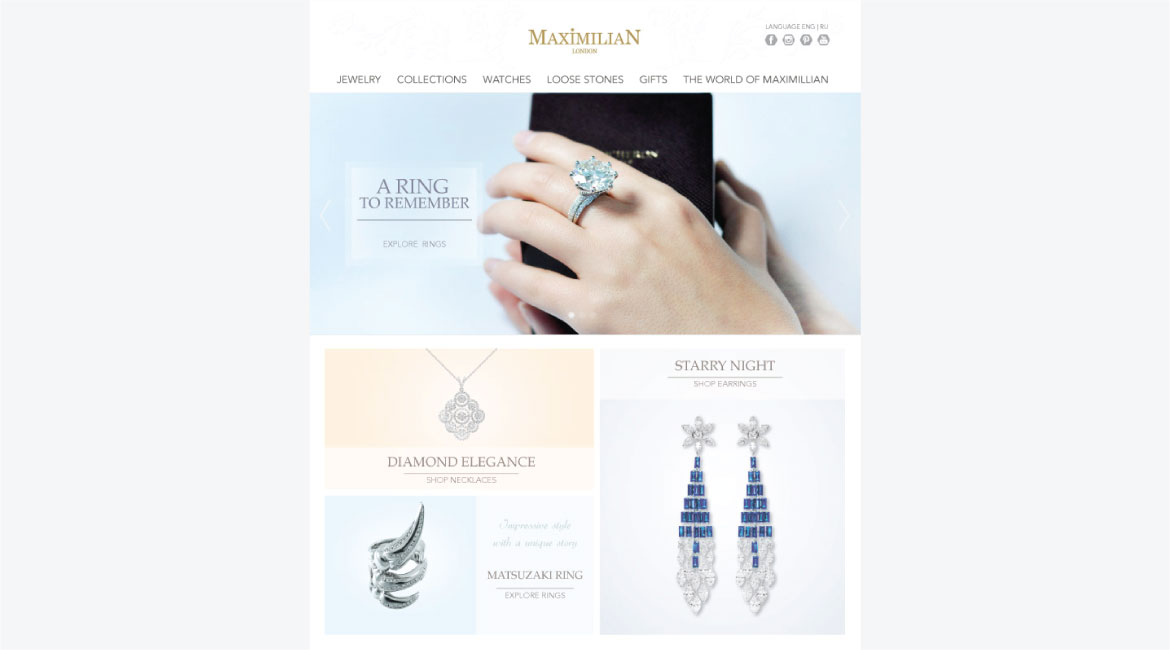 MAXIMILIAN
LONDON
LANGUAGE ENG | RU
JEWELRY COLLECTIONS WATCHES LOOSE STONES GIFTS THE WORLD OF MAXIMILLIAN
A RING
TO REMEMBER
EXPLORE RINGS
DIAMOND ELEGANCE
SHOP NECKLACES
STARRY NIGHT
SHOP EARRINGS
Impressive style
with a unique story
MATSUZAKI RING
EXPLORE RINGS